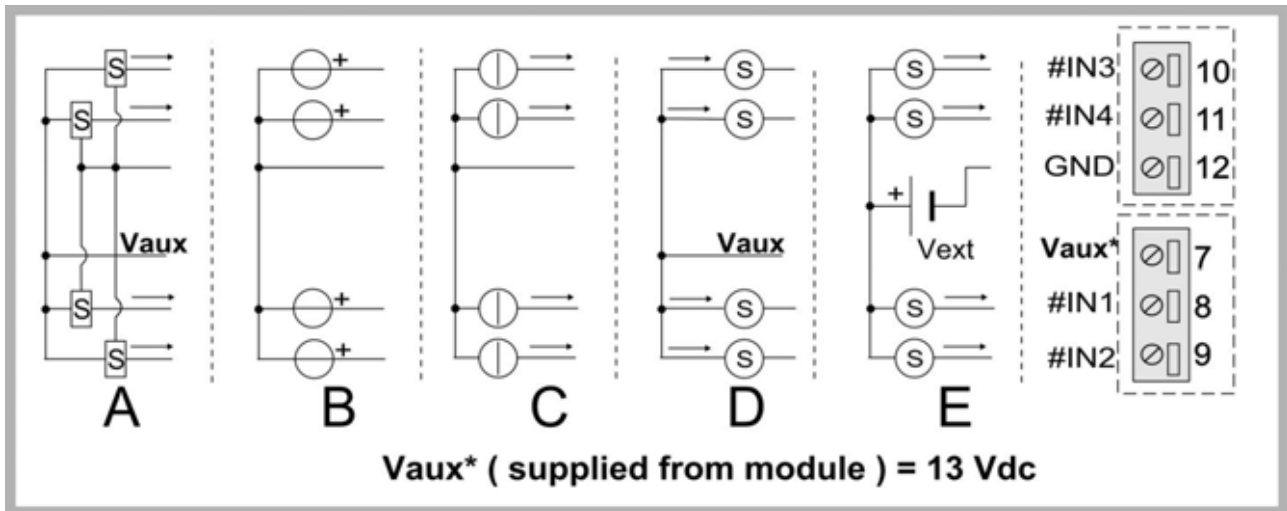 S
S
Vaux
S
S
A
+
+
+
+
B
C
S
S
Vaux
S
S
D
S
S
+
Vext
S
S
E
#IN3 10
#IN4 11
GND 12
Vaux* 7
#IN1 8
#IN2 9
Vaux* ( supplied from module ) = 13 Vdc